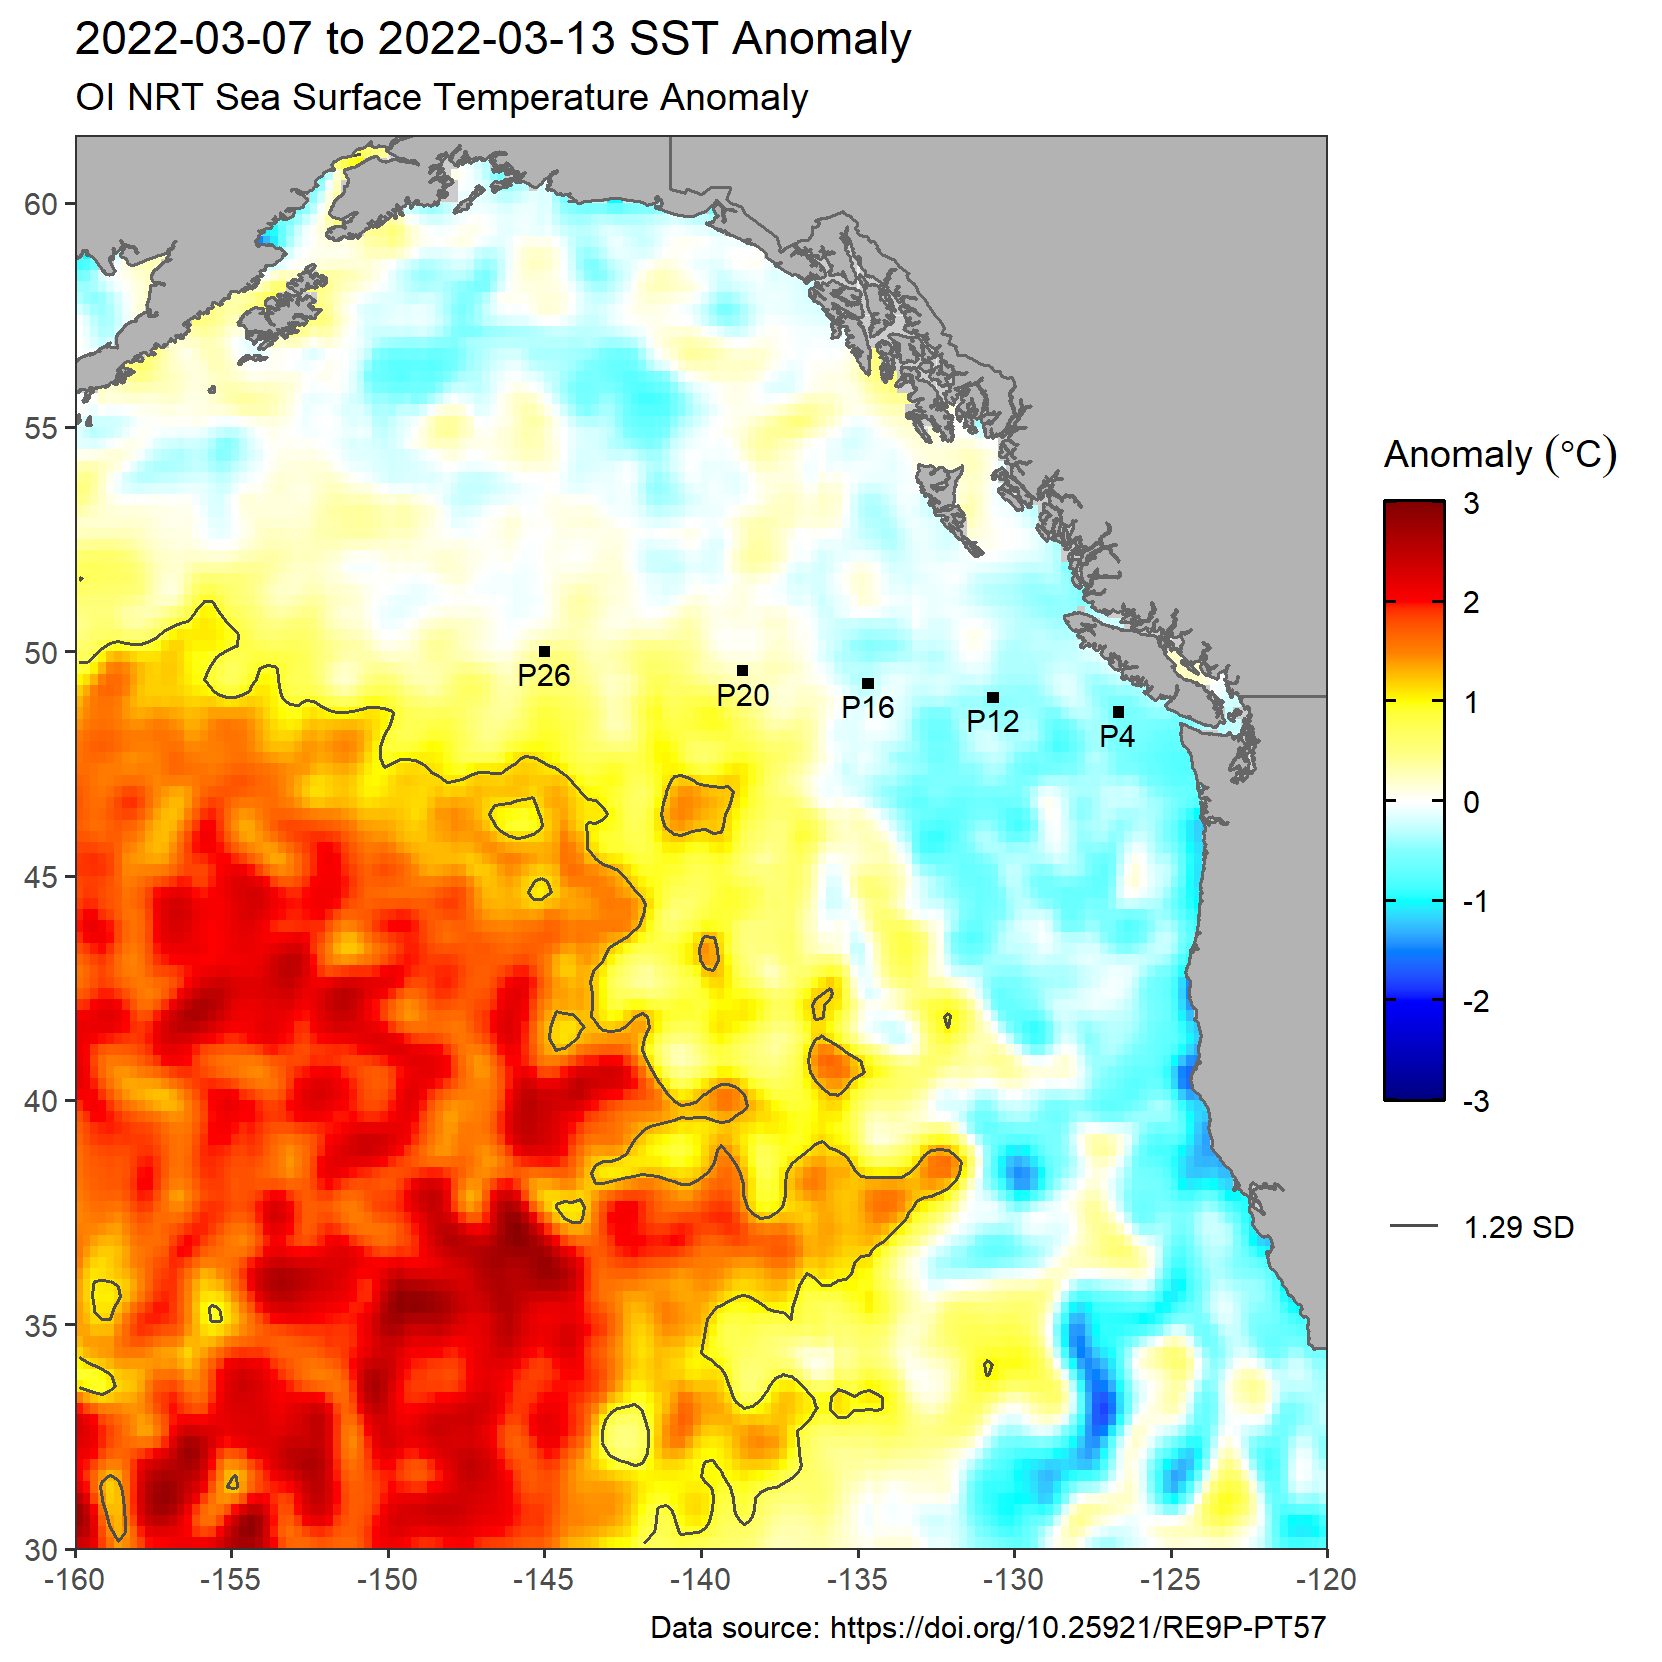 2022-03-07 to 2022-03-13 SST Anomaly
OI NRT Sea Surface Temperature Anomaly
60
55
50
45
40
35
30
-160
-155
-150
-145
-140
-135
-130
-125
-120
P26
P20
P16
P12
P4
Anomaly (°C)
3
2
1
0
-1
-2
-3
1.29 SD
Data source: https://doi.org/10.25921/RE9P-PT57